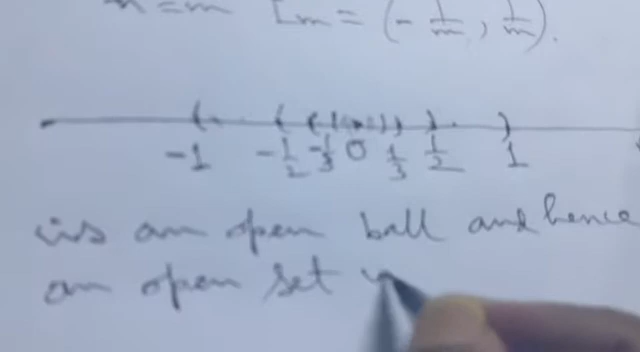 n = m Im = (- 1/m, 1/m).
-1 -1/2 -1/3 0 1/3 1/2 1
is an open ball and hence
an open set